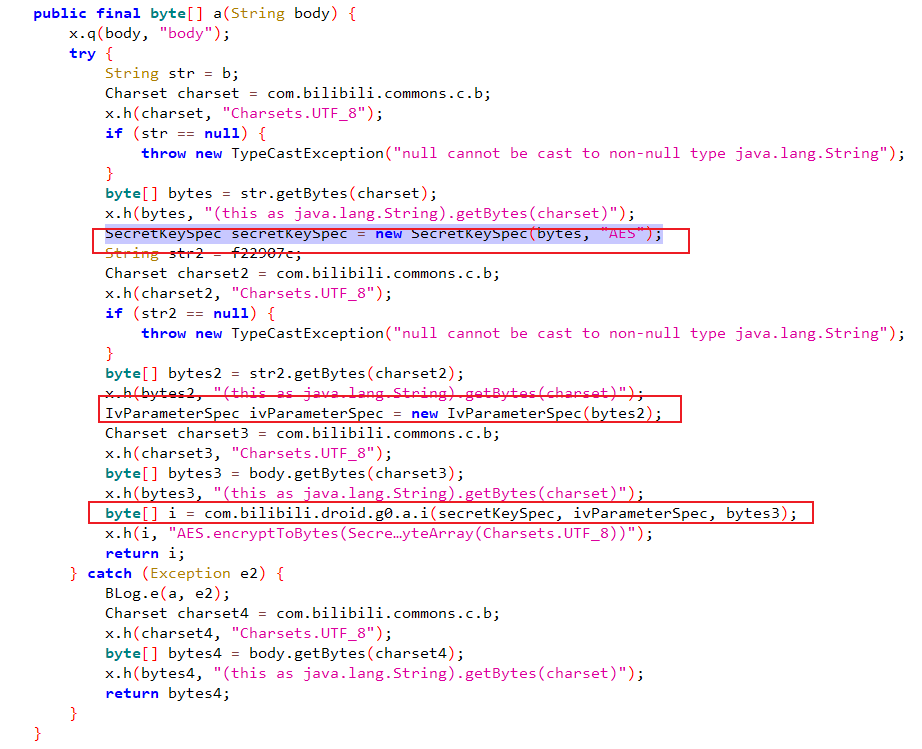 public final byte[] a(String body) {
x.q(body, "body");
try {
String str = b;
Charset charset = com.bilibili.commons.c.b;
x.h(charset, "Charsets.UTF_8");
if (str == null) {
throw new TypeCastException("null cannot be cast to non-null type java.lang.String");
}
byte[] bytes = str.getBytes(charset);
x.h(bytes, "(this as java.lang.String).getBytes(charset)");
SecretKeySpec secretKeySpec = new SecretKeySpec(bytes, "AES");
String str2 = f22907c;
Charset charset2 = com.bilibili.commons.c.b;
x.h(charset2, "Charsets.UTF_8");
if (str2 == null) {
throw new TypeCastException("null cannot be cast to non-null type java.lang.String");
}
byte[] bytes2 = str2.getBytes(charset2);
x.h(bytes2, "(this as java.lang.String).getBytes(charset)");
IvParameterSpec ivParameterSpec = new IvParameterSpec(bytes2);
Charset charset3 = com.bilibili.commons.c.b;
x.h(charset3, "Charsets.UTF_8");
byte[] bytes3 = body.getBytes(charset3);
x.h(bytes3, "(this as java.lang.String).getBytes(charset)");
byte[] i = com.bilibili.droid.g0.a.i(secretKeySpec, ivParameterSpec, bytes3);
x.h(i, "AES.encryptToBytes(Secre…yteArray(Charsets.UTF_8))");
return i;
} catch (Exception e2) {
BLog.e(a, e2);
Charset charset4 = com.bilibili.commons.c.b;
x.h(charset4, "Charsets.UTF_8");
byte[] bytes4 = body.getBytes(charset4);
x.h(bytes4, "(this as java.lang.String).getBytes(charset)");
return bytes4;
}
}